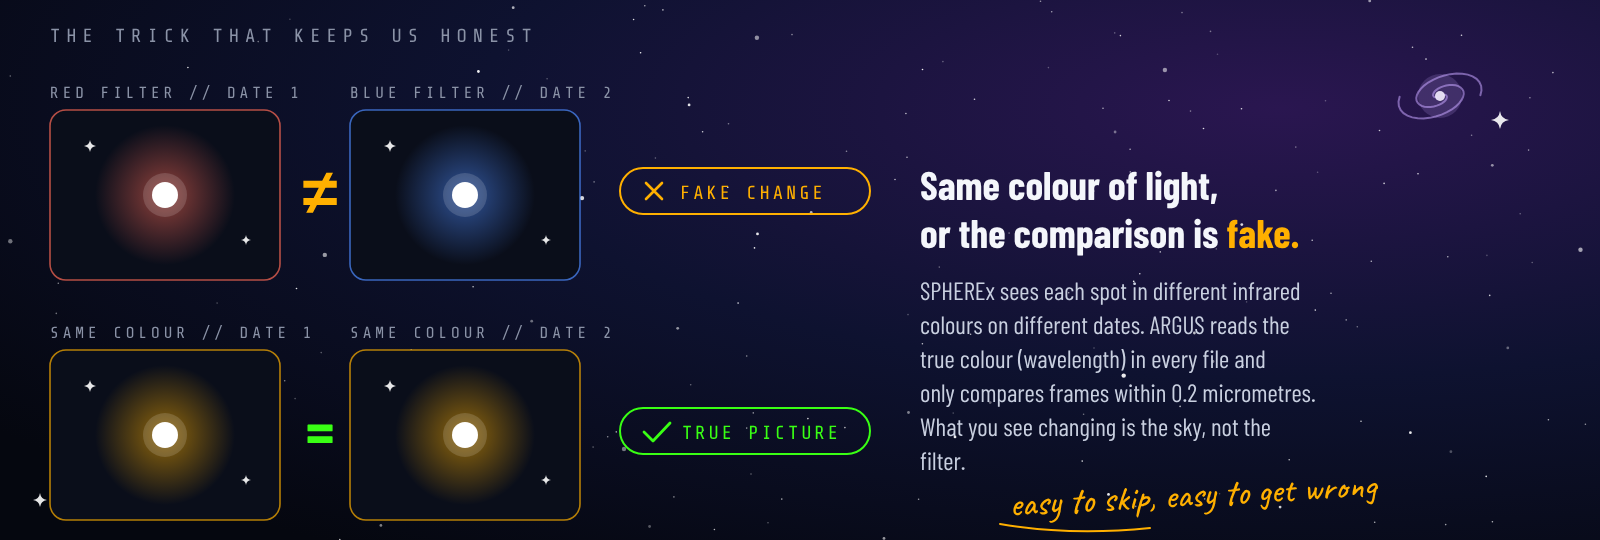 THE TRICK THAT KEEPS US HONEST
RED FILTER // DATE 1
BLUE FILTER // DATE 2
≠
FAKE CHANGE
SAME COLOUR // DATE 1
SAME COLOUR // DATE 2
=
TRUE PICTURE
Same colour of light,
or the comparison is fake.
SPHEREx sees each spot in different infrared
colours on different dates. ARGUS reads the
true colour (wavelength) in every file and
only compares frames within 0.2 micrometres.
What you see changing is the sky, not the
filter.
easy to skip, easy to get wrong